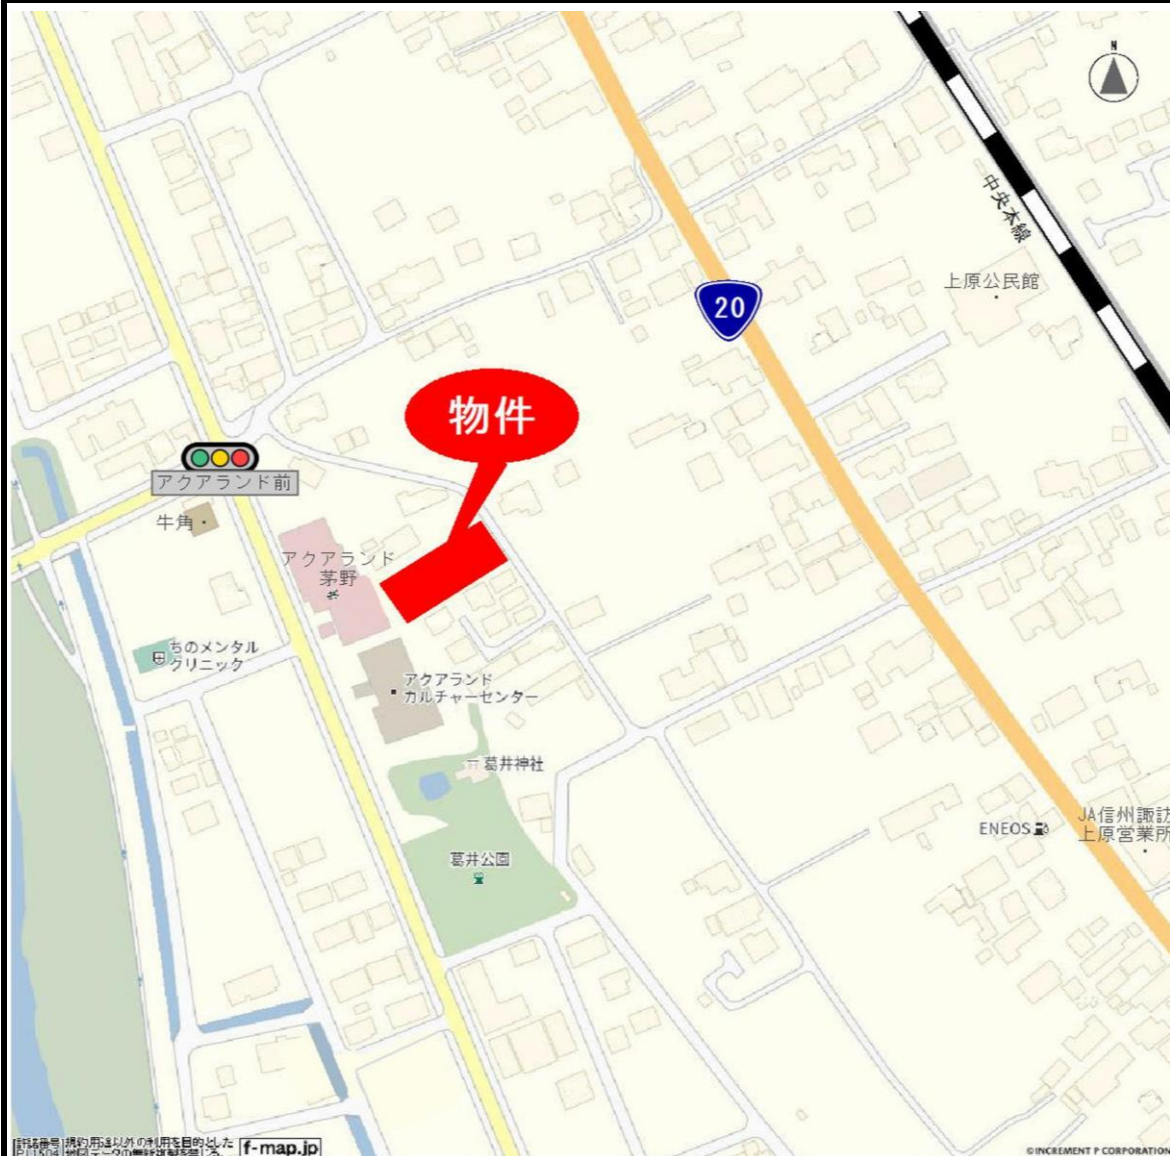 N
中央本線
上原公民館
20
物件
アクアランド前
牛角
アクアランド
茅野
ちのメンタル
クリニック
アクアランド
カルチャーセンター
葛井神社
葛井公園
ENEOS
JA信州諏訪
上原営業所
f-map.jp
©INCREMENT P CORPORATION